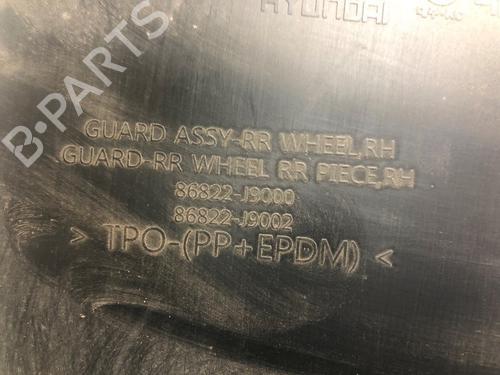 HYUNDAI
GUARD ASSY-RR WHEEL,RH
GUARD-RR WHEEL RR PIECE,RH
86822-J9000
86822-J9002
> TPO-(PP+EPDM) <
B-PARTS